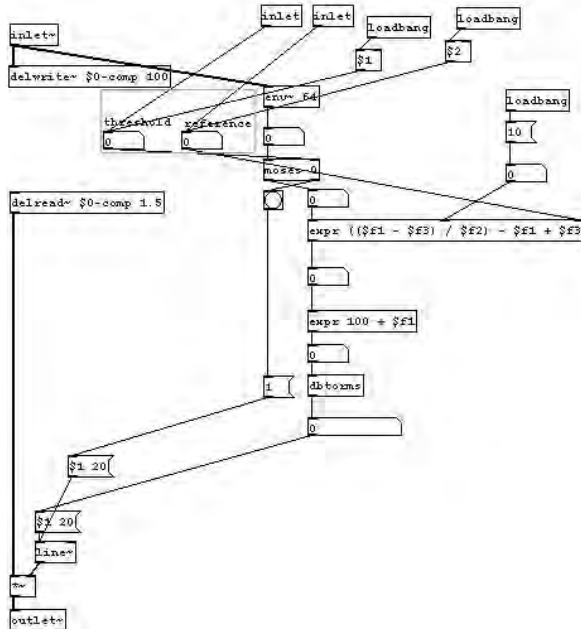 inlet inlet loadbang loadbang
inlet~ $1 $2
delwrite~ $0-comp 100
env~ 64
loadbang
threshold reference
0 0 0
10
moses 0
0
delread~ $0-comp 1.5
0
expr (($f1 - $f3) / $f2) - $f1 + $f3
0
expr 100 + $f1
0
1
dbtorms
0
$1 20
$1 20
line~
*~
outlet~